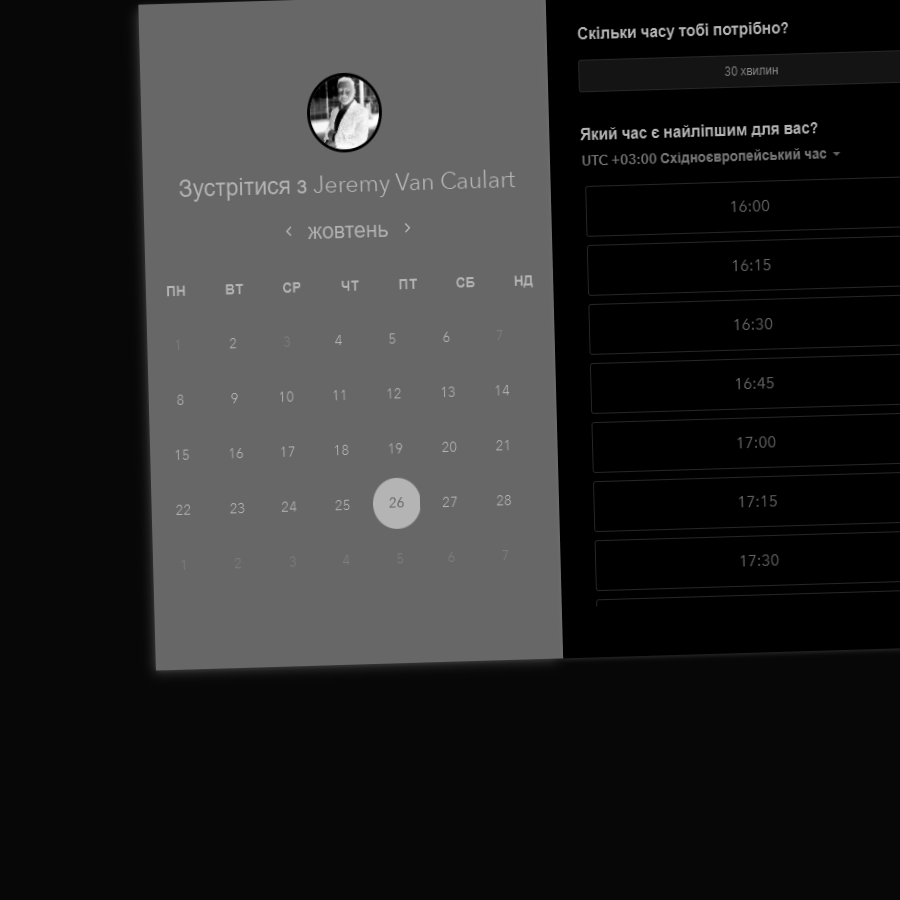 Зустрітися з Jeremy Van Caulart
‹ жовтень ›
ПН ВТ СР ЧТ ПТ СБ НД
1 2 3 4 5 6 7
8 9 10 11 12 13 14
15 16 17 18 19 20 21
22 23 24 25 26 27 28
1 2 3 4 5 6 7
Скільки часу тобі потрібно?
30 хвилин
Який час є найліпшим для вас?
UTC +03:00 Східноєвропейський час
16:00
16:15
16:30
16:45
17:00
17:15
17:30